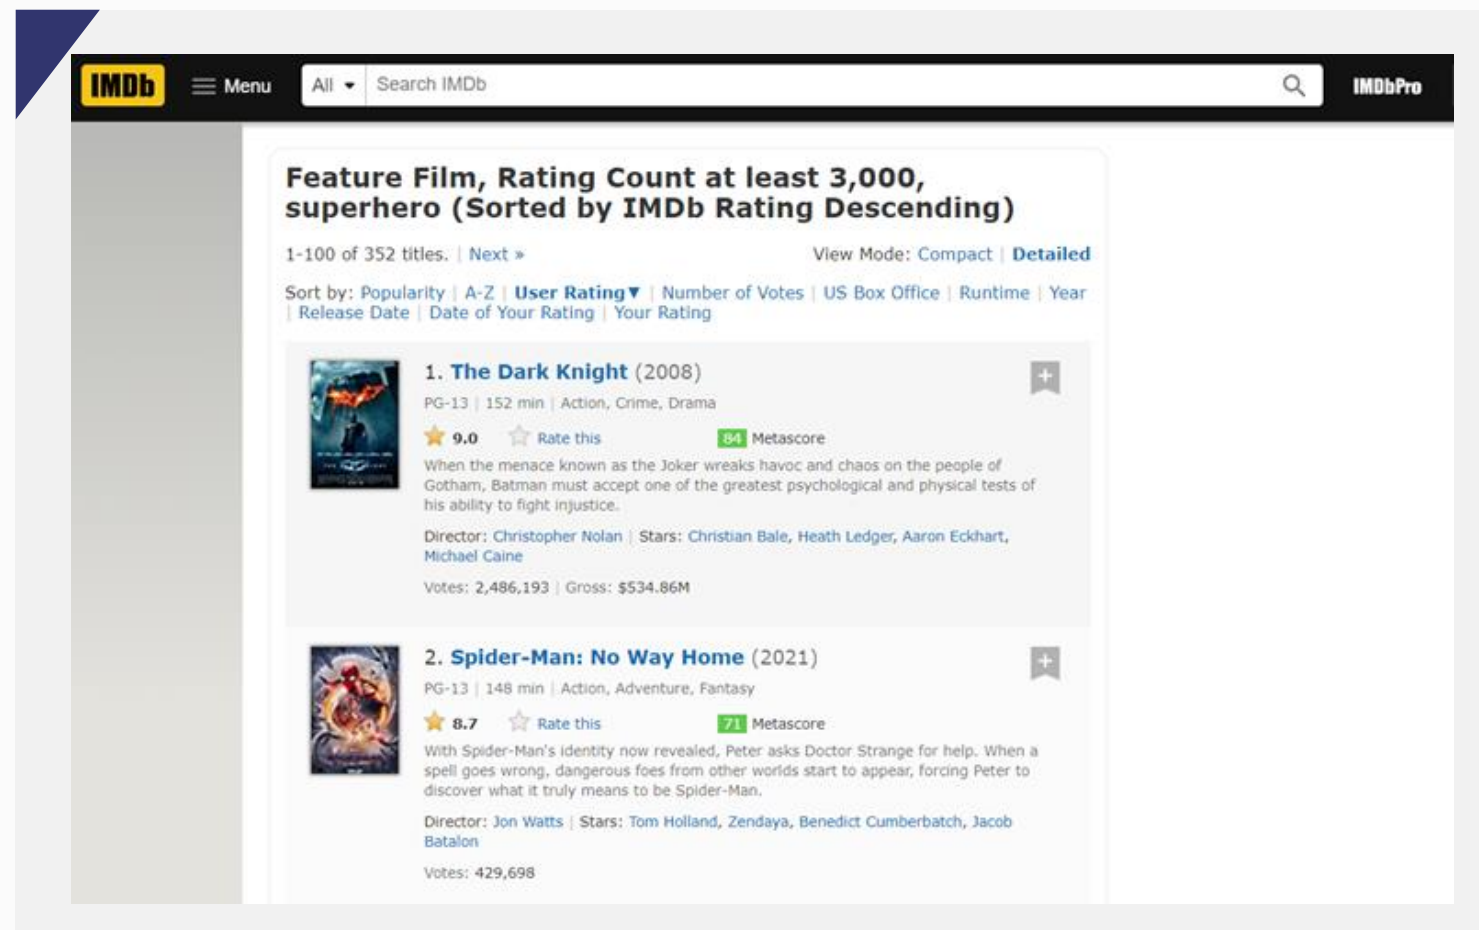 IMDb Menu All Search IMDb IMDbPro
Feature Film, Rating Count at least 3,000,
superhero (Sorted by IMDb Rating Descending)
1-100 of 352 titles. | Next » View Mode: Compact | Detailed
Sort by: Popularity | A-Z | User Rating▼ | Number of Votes | US Box Office | Runtime | Year
| Release Date | Date of Your Rating | Your Rating
1. The Dark Knight (2008)
PG-13 | 152 min | Action, Crime, Drama
9.0 Rate this 84 Metascore
When the menace known as the Joker wreaks havoc and chaos on the people of
Gotham, Batman must accept one of the greatest psychological and physical tests of
his ability to fight injustice.
Director: Christopher Nolan | Stars: Christian Bale, Heath Ledger, Aaron Eckhart,
Michael Caine
Votes: 2,486,193 | Gross: $534.86M
2. Spider-Man: No Way Home (2021)
PG-13 | 148 min | Action, Adventure, Fantasy
8.7 Rate this 71 Metascore
With Spider-Man's identity now revealed, Peter asks Doctor Strange for help. When a
spell goes wrong, dangerous foes from other worlds start to appear, forcing Peter to
discover what it truly means to be Spider-Man.
Director: Jon Watts | Stars: Tom Holland, Zendaya, Benedict Cumberbatch, Jacob
Batalon
Votes: 429,698